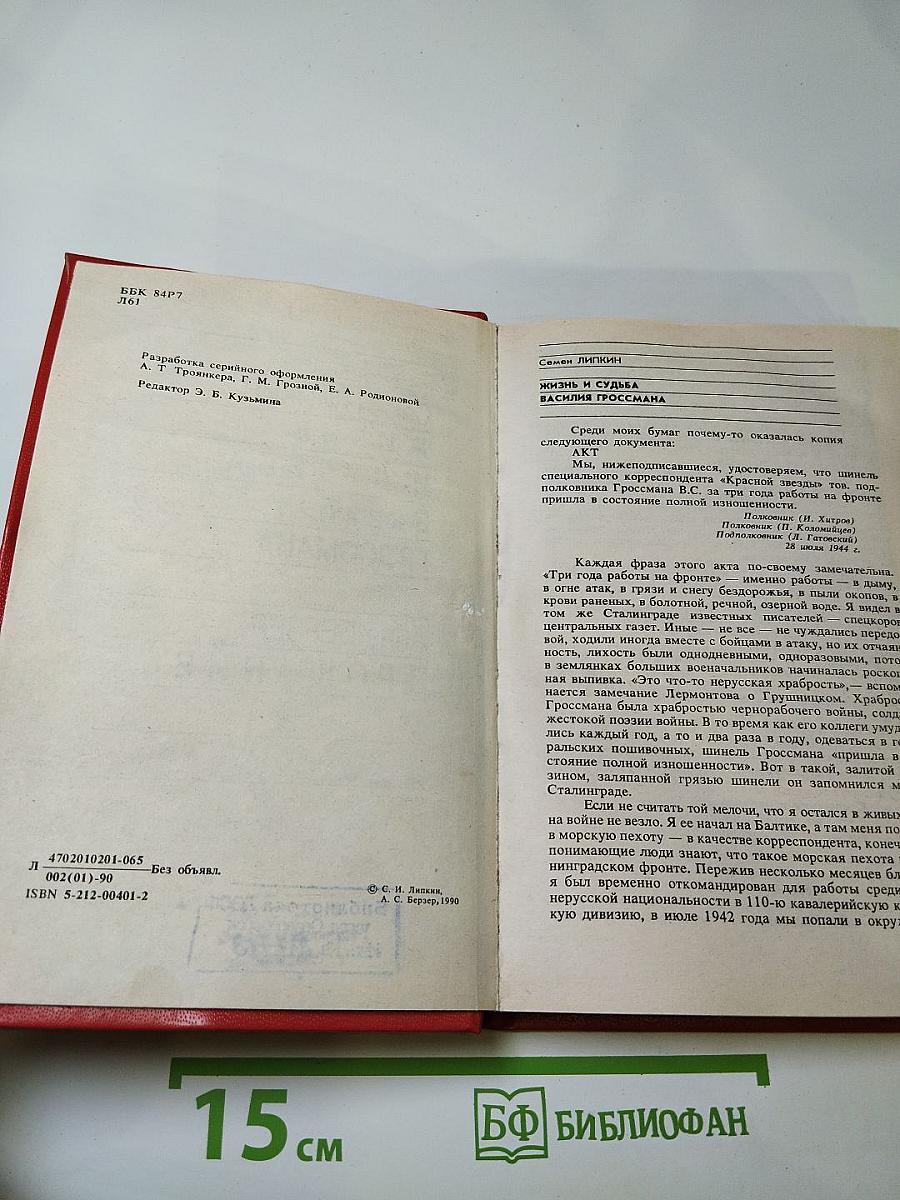 ББК 84Р7
Л61
Разработка серийного оформления
А. Т Троянкера, Г. М. Грозной, Е. А. Родионовой
Редактор Э. Б. Кузьмина
Л 4702010201-065 Без объявл.
002(01)-90
ISBN 5-212-00401-2
© С. И. Липкин,
А. С. Берзер, 1990
Семен ЛИПКИН
ЖИЗНЬ И СУДЬБА
ВАСИЛИЯ ГРОССМАНА
Среди моих бумаг почему-то оказалась копия
следующего документа:
АКТ
Мы, нижеподписавшиеся, удостоверяем, что шинель
специального корреспондента «Красной звезды» тов. под-
полковника Гроссмана В.С. за три года работы на фронте
пришла в состояние полной изношенности.
Полковник (И. Хитров)
Полковник (П. Коломийцев)
Подполковник (Л. Гатовский)
28 июля 1944 г.
Каждая фраза этого акта по-своему замечательна.
«Три года работы на фронте» — именно работы — в дыму,
в огне атак, в грязи и снегу бездорожья, в пыли окопов, в
крови раненых, в болотной, речной, озерной воде. Я видел в
том же Сталинграде известных писателей — спецкоров
центральных газет. Иные — не все — не чуждались передо
вой, ходили иногда вместе с бойцами в атаку, но их отчаян
ность, лихость были однодневными, одноразовыми, пото
в землянках больших военачальников начиналась роскош
ная выпивка. «Это что-то нерусская храбрость»,— вспом
нается замечание Лермонтова о Грушницком. Храброс
Гроссмана была храбростью чернорабочего войны, солд
жестокой поэзии войны. В то время как его коллеги умуд
лись каждый год, а то и два раза в году, одеваться в ге
ральских пошивочных, шинель Гроссмана «пришла в
стояние полной изношенности». Вот в такой, залитой
зином, заляпанной грязью шинели он запомнился м
Сталинграде.
Если не считать той мелочи, что я остался в живых
на войне не везло. Я ее начал на Балтике, а там меня по
в морскую пехоту — в качестве корреспондента, конеч
понимающие люди знают, что такое морская пехота
нинградском фронте. Пережив несколько месяцев бл
я был временно откомандирован для работы среди
нерусской национальности в 110-ю кавалерийскую к
кую дивизию, в июле 1942 года мы попали в окру
15 см
БФ БИБЛИОФАН